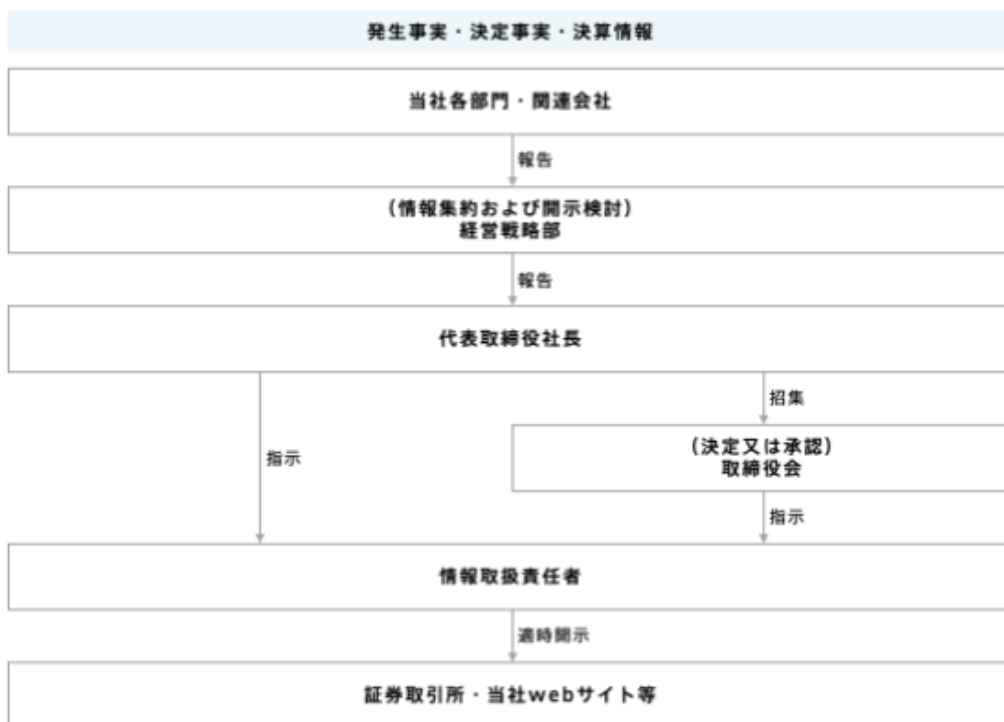 発生事実・決定事実・決算情報
当社各部門・関連会社
報告
（情報集約および開示検討）
経営戦略部
報告
代表取締役社長
招集
指示
（決定又は承認）
取締役会
指示
情報取扱責任者
適時開示
証券取引所・当社webサイト等